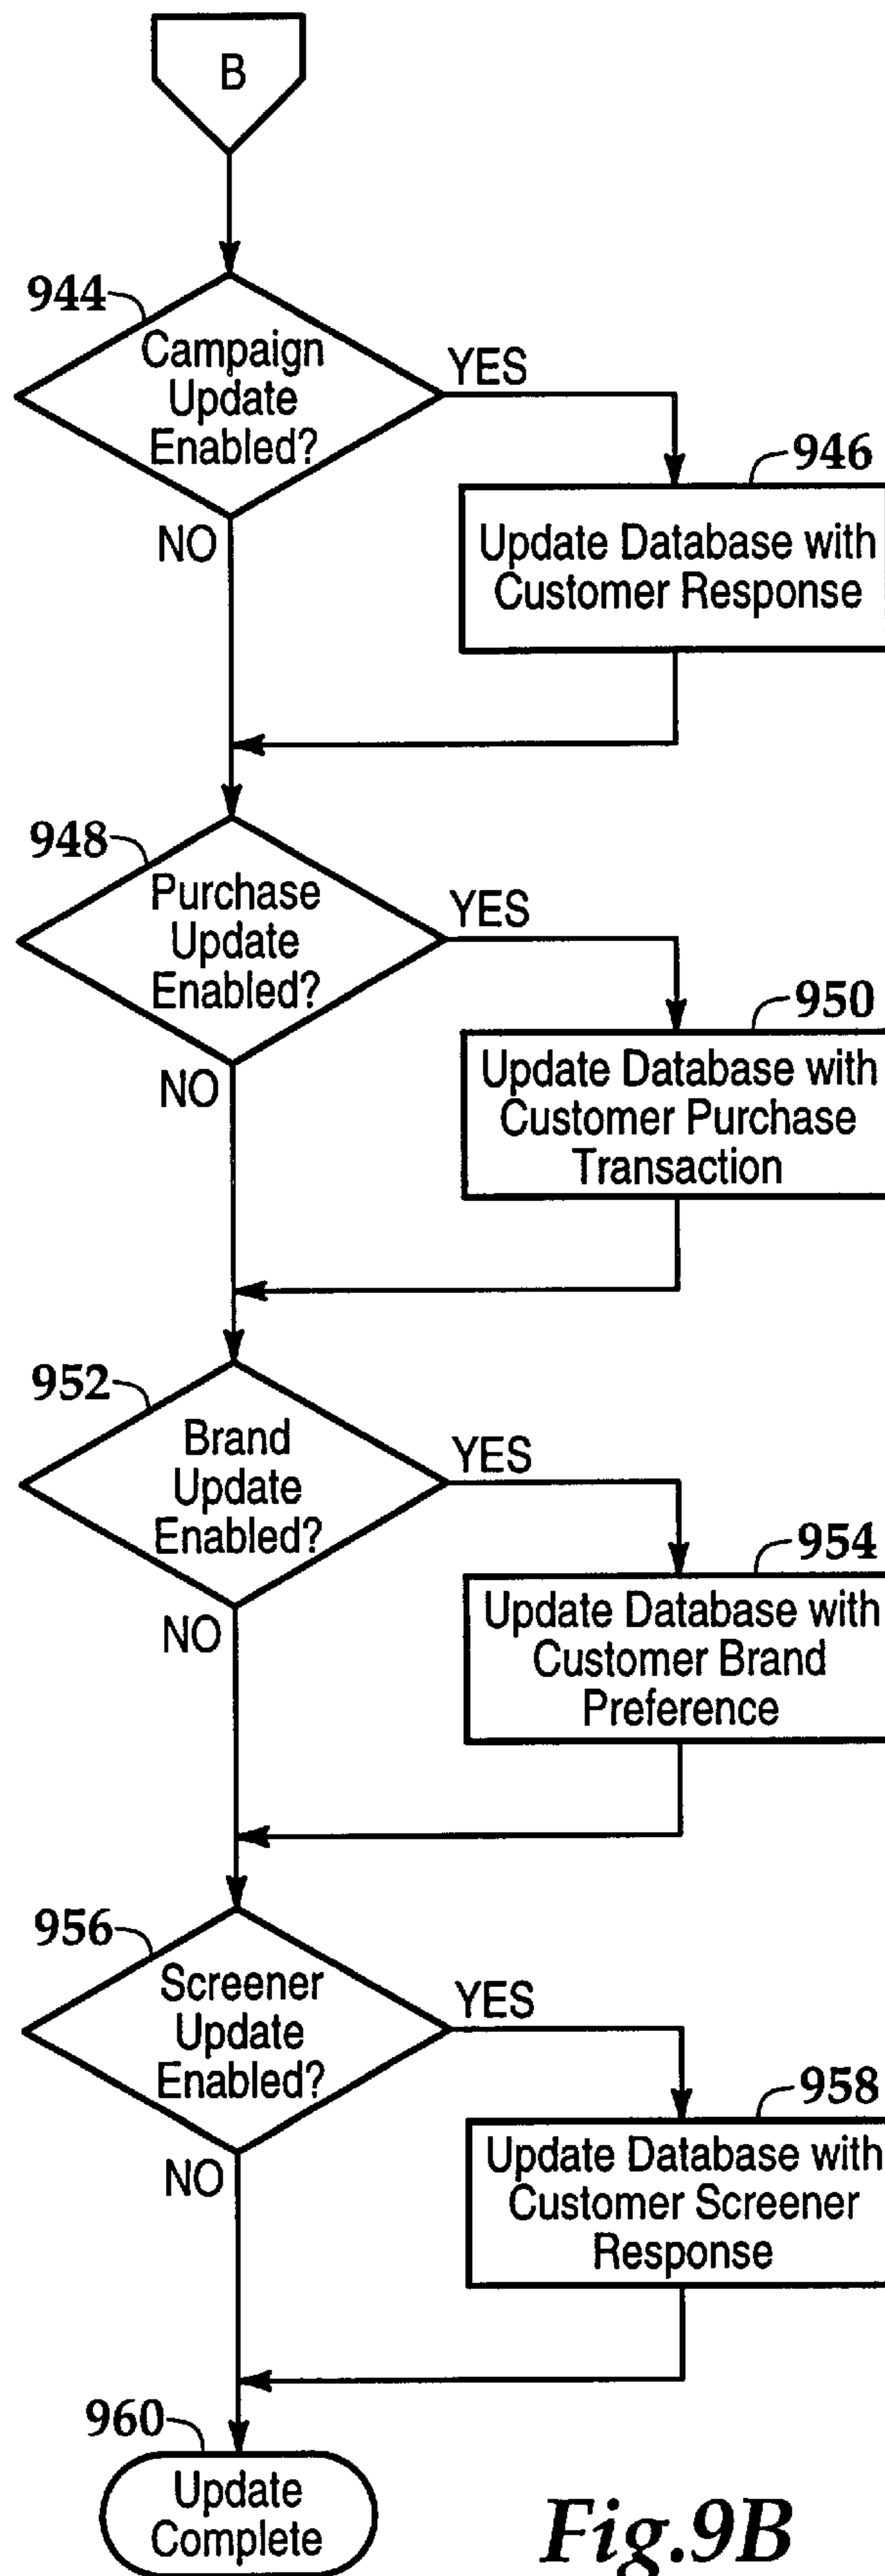 B
944
Campaign
Update
Enabled?
YES
NO
946
Update Database with
Customer Response
948
Purchase
Update
Enabled?
YES
NO
950
Update Database with
Customer Purchase
Transaction
952
Brand
Update
Enabled?
YES
NO
954
Update Database with
Customer Brand
Preference
956
Screener
Update
Enabled?
YES
NO
958
Update Database with
Customer Screener
Response
960
Update
Complete
Fig.9B